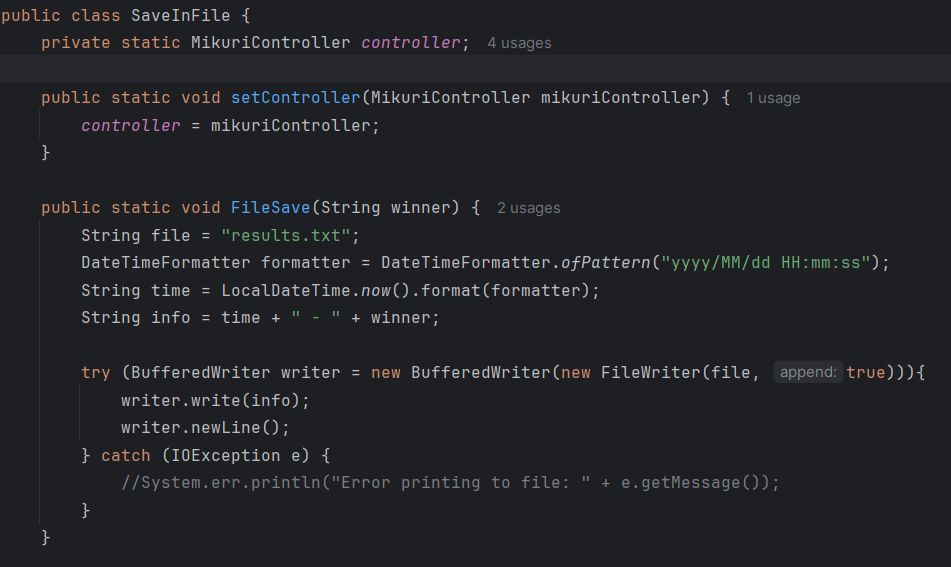 public class SaveInFile {
private static MikuriController controller; 4 usages
public static void setController(MikuriController mikuriController) { 1 usage
controller = mikuriController;
}
public static void FileSave(String winner) { 2 usages
String file = "results.txt";
DateTimeFormatter formatter = DateTimeFormatter.ofPattern("yyyy/MM/dd HH:mm:ss");
String time = LocalDateTime.now().format(formatter);
String info = time + " - " + winner;
try (BufferedWriter writer = new BufferedWriter(new FileWriter(file, append: true))){
writer.write(info);
writer.newLine();
} catch (IOException e) {
//System.err.println("Error printing to file: " + e.getMessage());
}
}